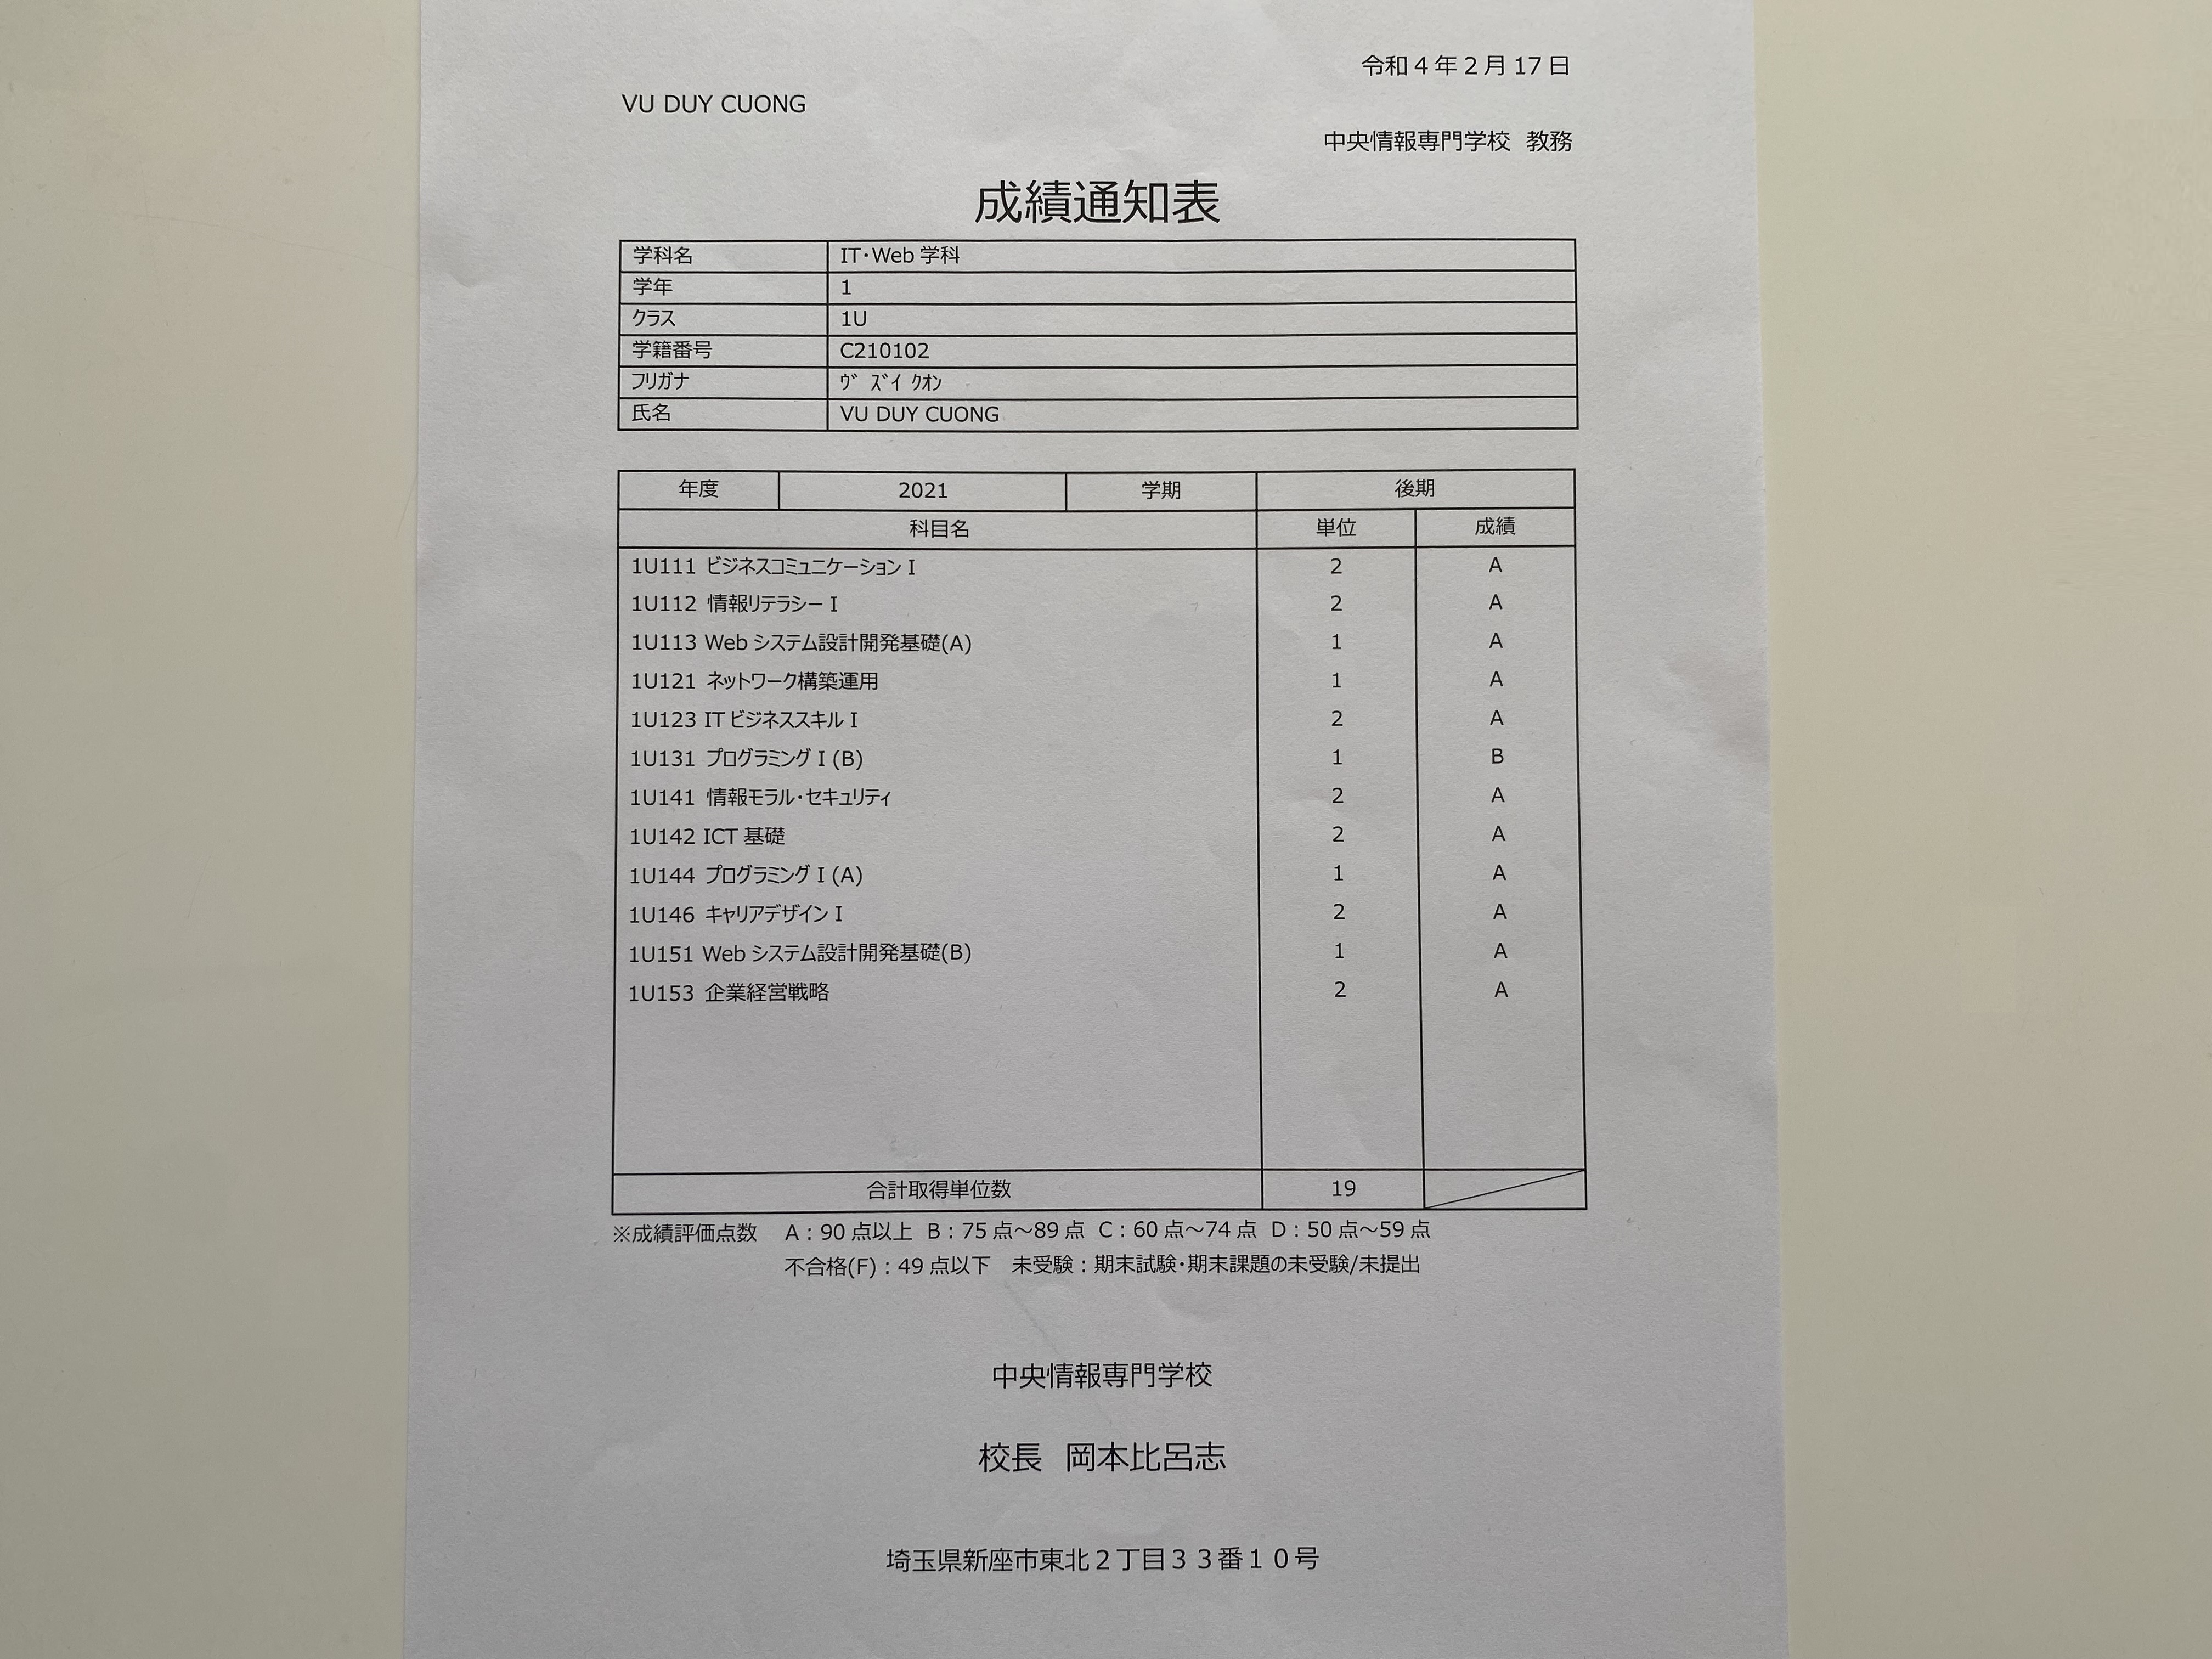 令和４年２月 17 日
VU DUY CUONG
中央情報専門学校 教務
成績通知表
学科名 IT･Web 学科
学年 1
クラス 1U
学籍番号 C210102
フリガナ ｳﾞ ｽﾞｲ ｸｵﾝ
氏名 VU DUY CUONG
年度 2021 学期 後期
科目名 単位 成績
1U111 ビジネスコミュニケーション I 2 A
1U112 情報リテラシー I 2 A
1U113 Web システム設計開発基礎(A) 1 A
1U121 ネットワーク構築運用 1 A
1U123 IT ビジネススキル I 2 A
1U131 プログラミング I (B) 1 B
1U141 情報モラル・セキュリティ 2 A
1U142 ICT 基礎 2 A
1U144 プログラミング I (A) 1 A
1U146 キャリアデザイン I 2 A
1U151 Web システム設計開発基礎(B) 1 A
1U153 企業経営戦略 2 A
合計取得単位数 19
※成績評価点数 A：90 点以上 B：75 点～89 点 C：60 点～74 点 D：50 点～59 点
不合格(F)：49 点以下 未受験：期末試験・期末課題の未受験/未提出
中央情報専門学校
校長 岡本比呂志
埼玉県新座市東北２丁目３３番１０号